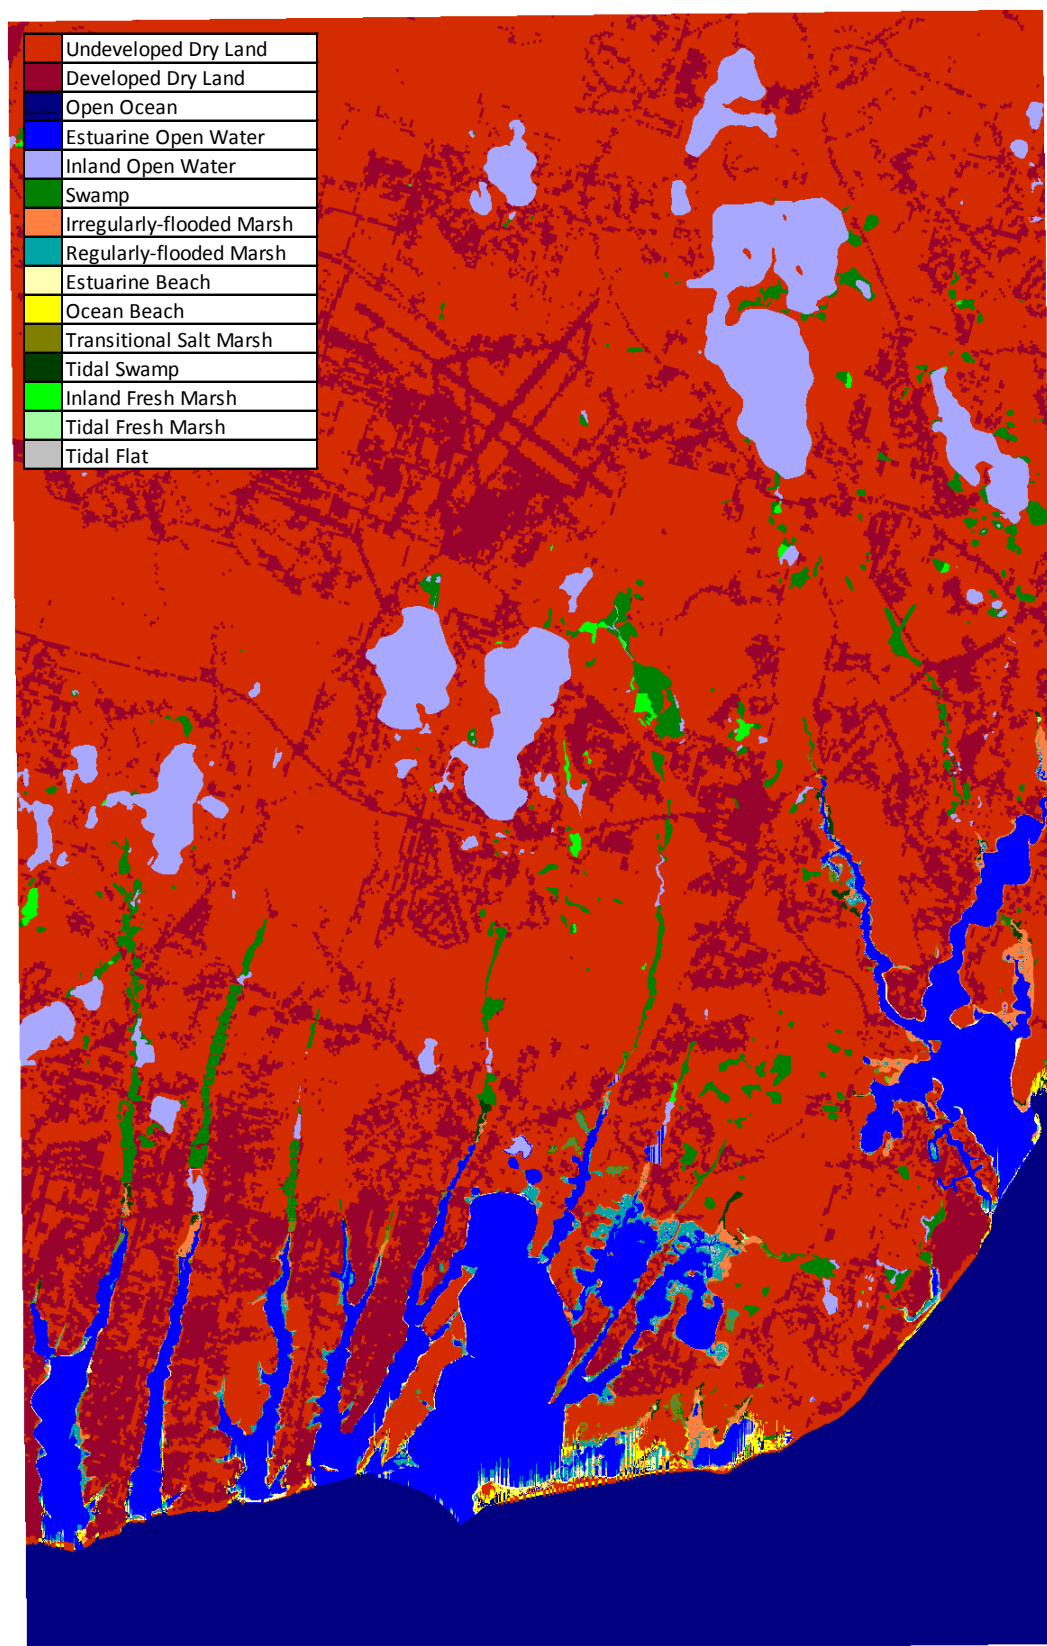 Undeveloped Dry Land
Developed Dry Land
Open Ocean
Estuarine Open Water
Inland Open Water
Swamp
Irregularly-flooded Marsh
Regularly-flooded Marsh
Estuarine Beach
Ocean Beach
Transitional Salt Marsh
Tidal Swamp
Inland Fresh Marsh
Tidal Fresh Marsh
Tidal Flat